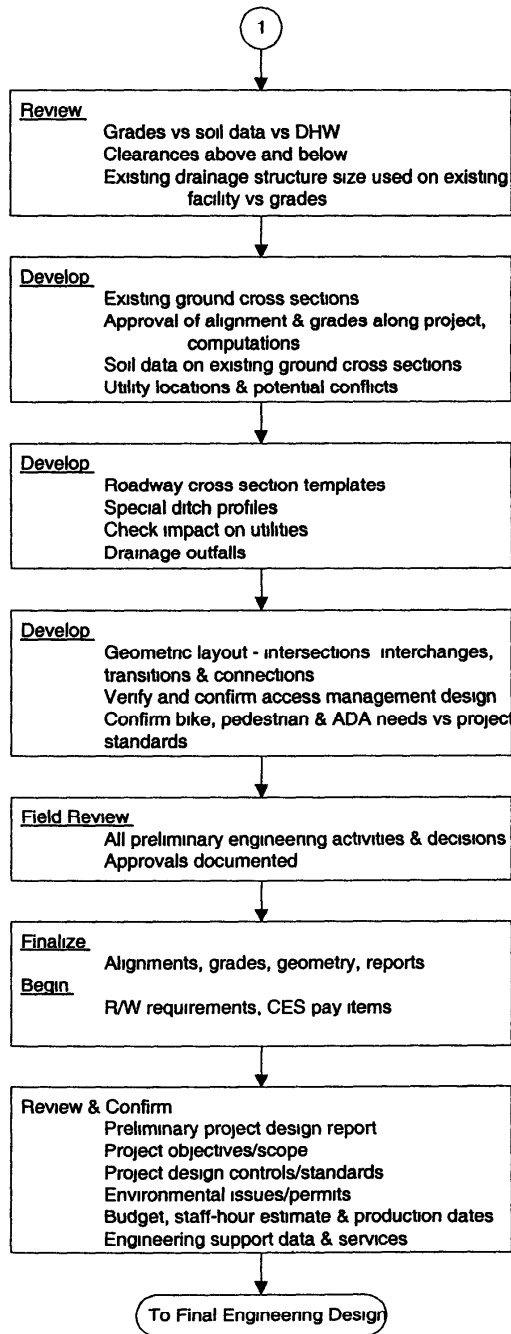 1
Review
Grades vs soil data vs DHW
Clearances above and below
Existing drainage structure size used on existing
facility vs grades
Develop
Existing ground cross sections
Approval of alignment & grades along project,
computations
Soil data on existing ground cross sections
Utility locations & potential conflicts
Develop
Roadway cross section templates
Special ditch profiles
Check impact on utilities
Drainage outfalls
Develop
Geometric layout - intersections interchanges,
transitions & connections
Verify and confirm access management design
Confirm bike, pedestrian & ADA needs vs project
standards
Field Review
All preliminary engineering activities & decisions
Approvals documented
Finalize
Alignments, grades, geometry, reports
Begin
R/W requirements, CES pay items
Review & Confirm
Preliminary project design report
Project objectives/scope
Project design controls/standards
Environmental issues/permits
Budget, staff-hour estimate & production dates
Engineering support data & services
To Final Engineering Design